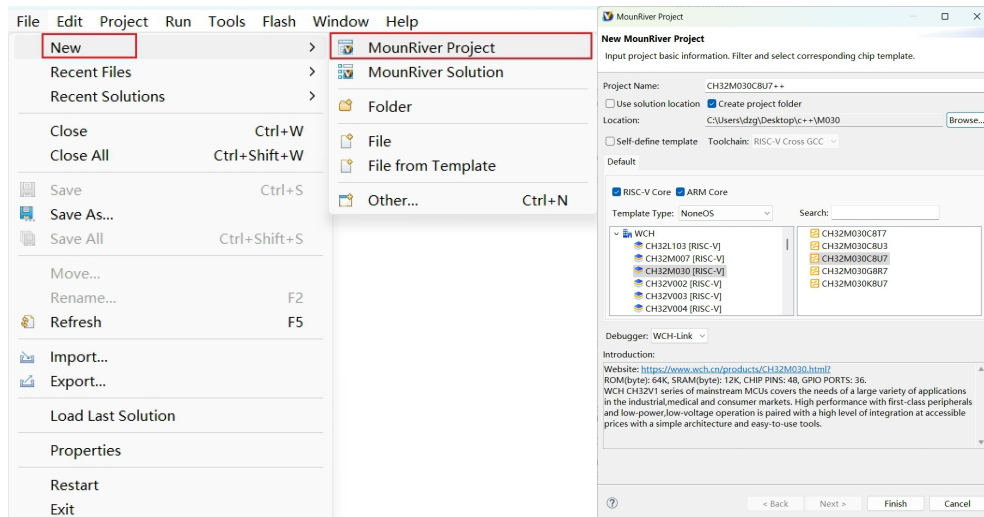 File Edit Project Run Tools Flash Window Help
New >
Recent Files >
Recent Solutions >
Close Ctrl+W
Close All Ctrl+Shift+W
Save Ctrl+S
Save As...
Save All Ctrl+Shift+S
Move...
Rename... F2
Refresh F5
Import...
Export...
Load Last Solution
Properties
Restart
Exit
MounRiver Project
MounRiver Solution
Folder
File
File from Template
Other... Ctrl+N
MounRiver Project
New MounRiver Project
Input project basic information. Filter and select corresponding chip template.
Project Name: CH32M030C8U7++
Use solution location Create project folder
Location: C:\Users\dzg\Desktop\c++\M030 Browse...
Self-define template Toolchain: RISC-V Cross GCC
Default
RISC-V Core ARM Core
Template Type: NoneOS Search:
WCH
CH32L103 [RISC-V]
CH32M007 [RISC-V]
CH32M030 [RISC-V]
CH32V002 [RISC-V]
CH32V003 [RISC-V]
CH32V004 [RISC-V]
CH32M030C8T7
CH32M030C8U3
CH32M030C8U7
CH32M030G8R7
CH32M030K8U7
Debugger: WCH-Link
Introduction:
Website: https://www.wch.cn/products/CH32M030.html?
ROM(byte): 64K, SRAM(byte): 12K, CHIP PINS: 48, GPIO PORTS: 36.
WCH CH32V1 series of mainstream MCUs covers the needs of a large variety of applications
in the industrial,medical and consumer markets. High performance with first-class peripherals
and low-power,low-voltage operation is paired with a high level of integration at accessible
prices with a simple architecture and easy-to-use tools.
< Back Next > Finish Cancel